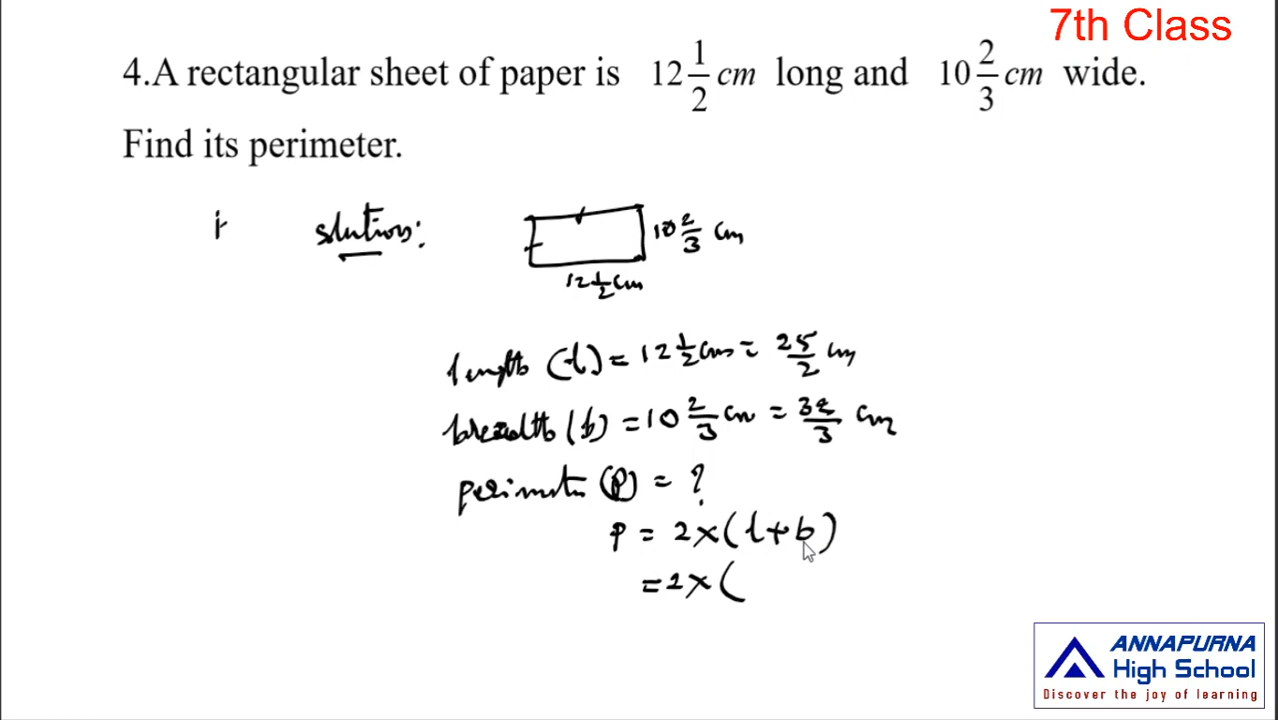 7th Class
4.A rectangular sheet of paper is 12 1/2 cm long and 10 2/3 cm wide.
Find its perimeter.
slution:
10 2/3 cm
12 1/2 cm
length (l) = 12 1/2 cm = 25/2 cm
breadth (b) = 10 2/3 cm = 32/3 cm
perimeter (P) = ?
P = 2×(l+b)
=2×(
ANNAPURNA
High School
Discover the joy of learning